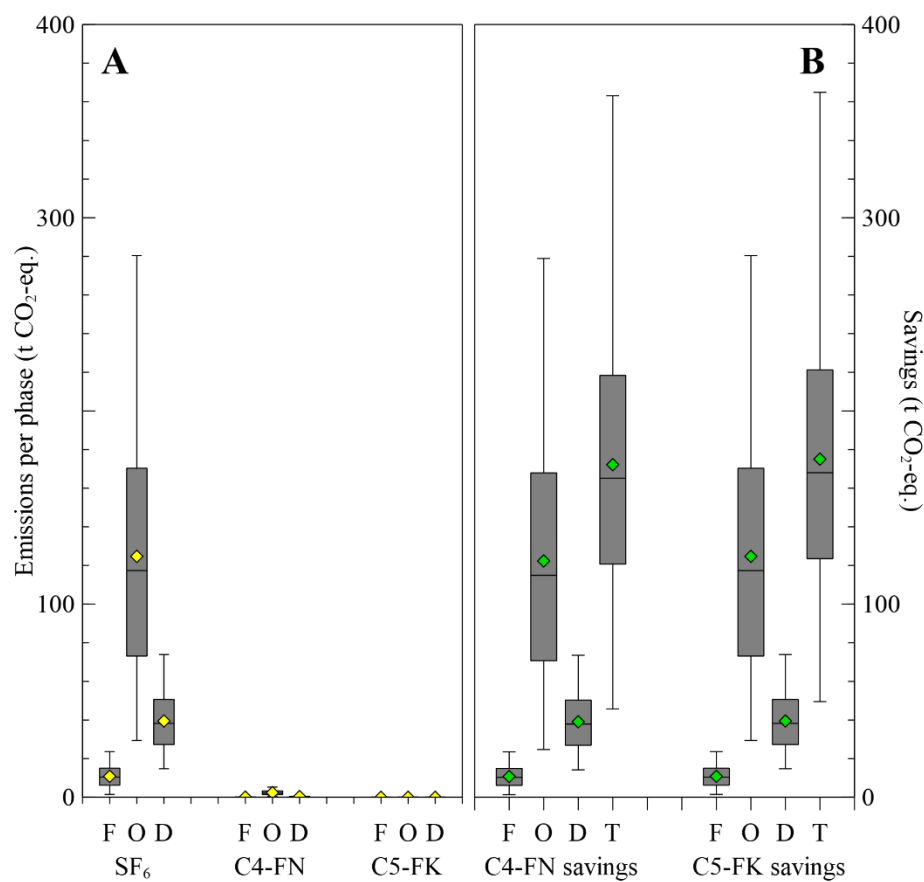 400
A
B
400
300
300
Emissions per phase (t CO₂-eq.)
Savings (t CO₂-eq.)
100
100
0
0
F O D F O D F O D F O D T F O D T
SF₆ C4-FN C5-FK C4-FN savings C5-FK savings